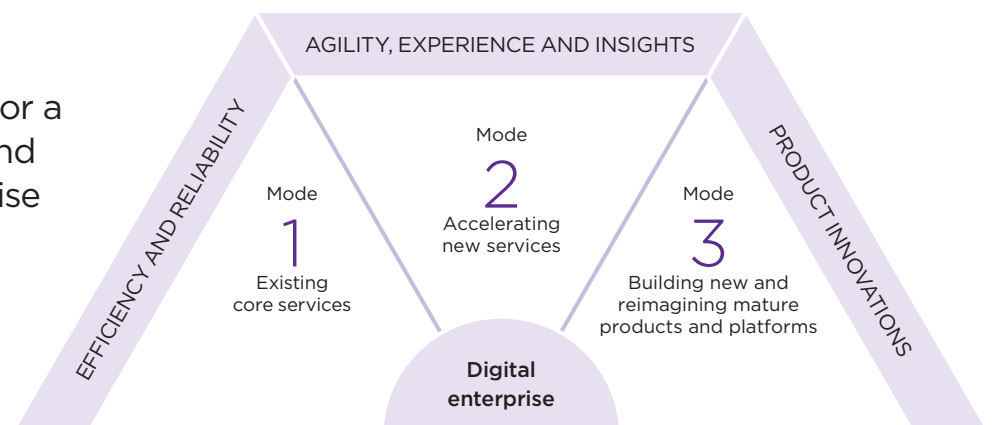 AGILITY, EXPERIENCE AND INSIGHTS
or a
nd
ise
EFFICIENCY AND RELIABILITY
Mode
1
Existing
core services
Mode
2
Accelerating
new services
Mode
3
Building new and
reimagining mature
products and platforms
PRODUCT INNOVATIONS
Digital
enterprise